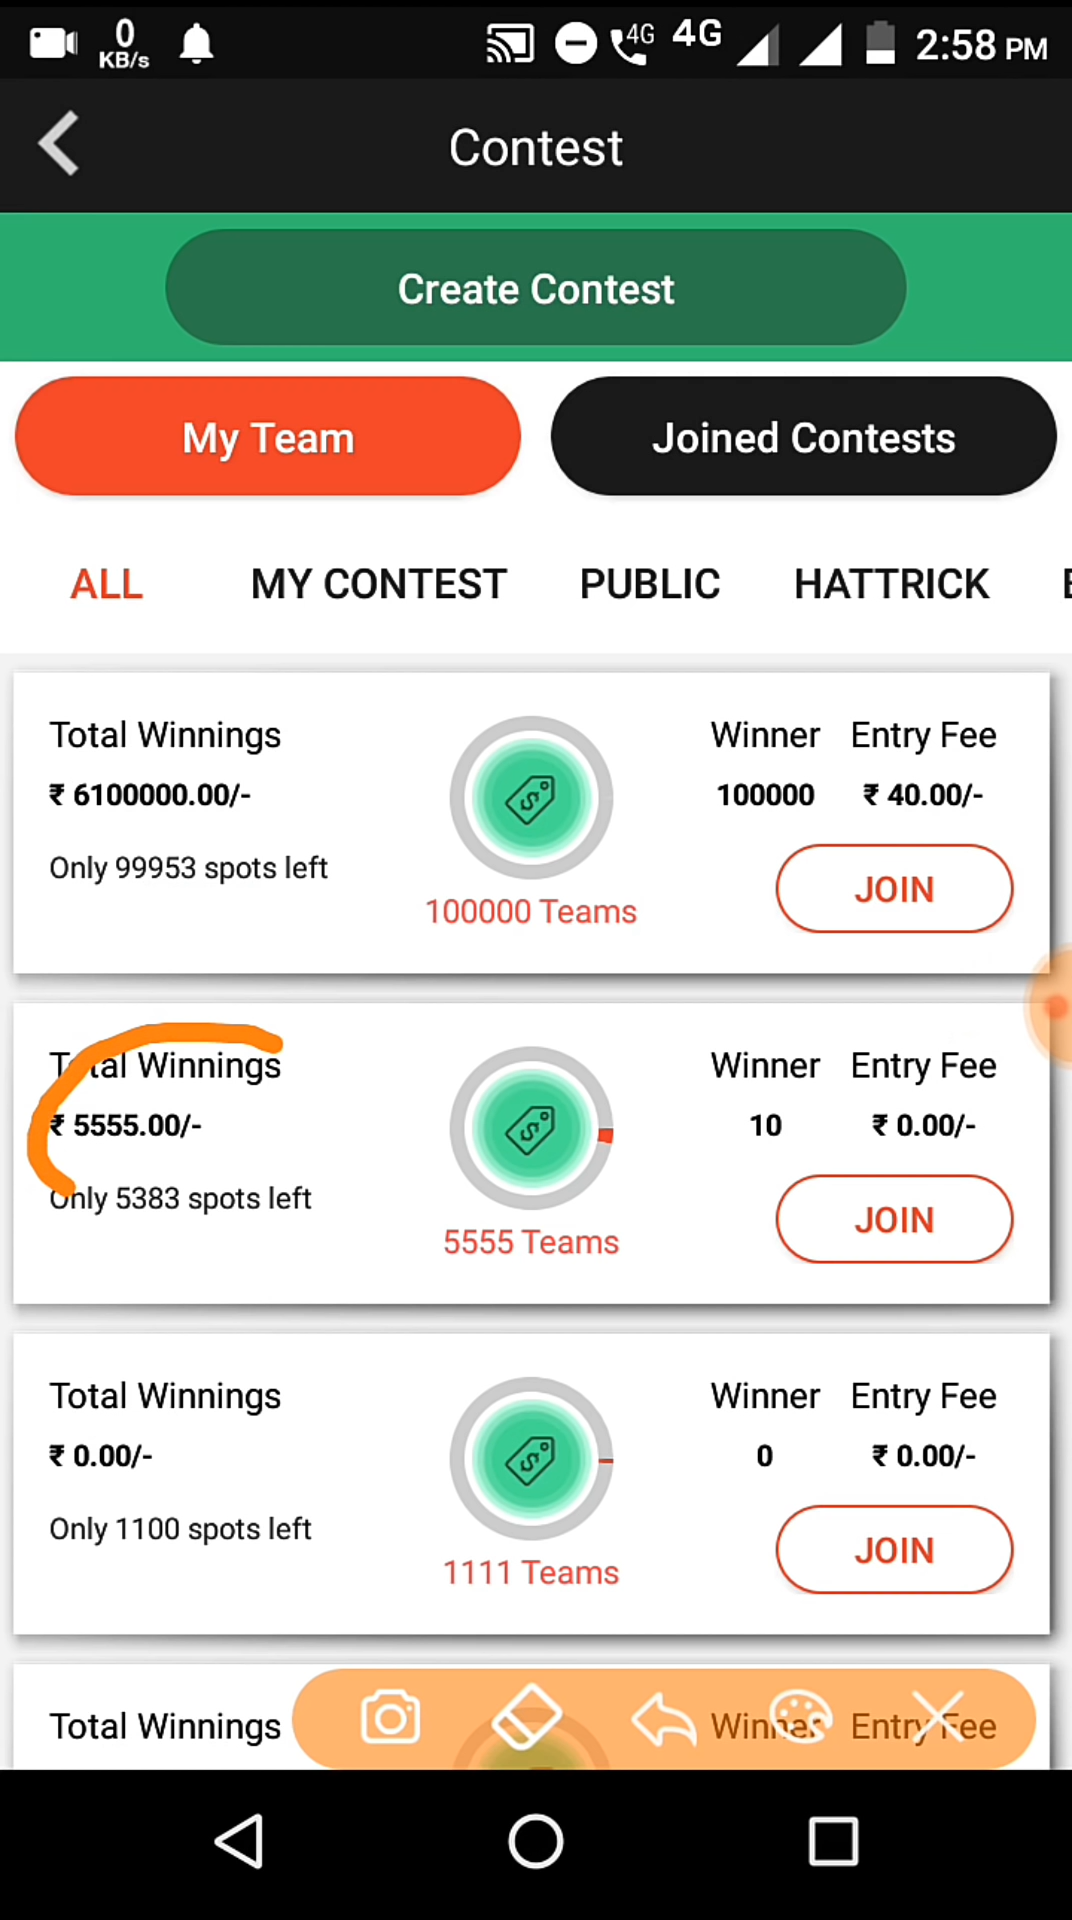 0 KB/s 4G 4G 2:58 PM
Contest
Create Contest
My Team Joined Contests
ALL MY CONTEST PUBLIC HATTRICK
Total Winnings Winner Entry Fee
₹ 6100000.00/- 100000 ₹ 40.00/-
Only 99953 spots left JOIN
100000 Teams
Total Winnings Winner Entry Fee
₹ 5555.00/- 10 ₹ 0.00/-
Only 5383 spots left JOIN
5555 Teams
Total Winnings Winner Entry Fee
₹ 0.00/- 0 ₹ 0.00/-
Only 1100 spots left JOIN
1111 Teams
Total Winnings Winner Entry Fee